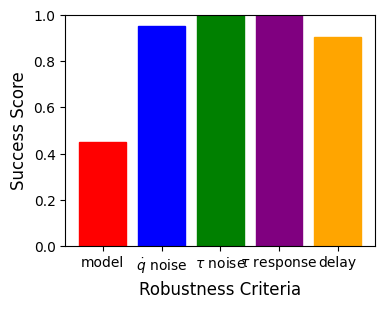 1.0
0.8
0.6
0.4
0.2
0.0
Success Score
model q̇ noise τ noise τ response delay
Robustness Criteria